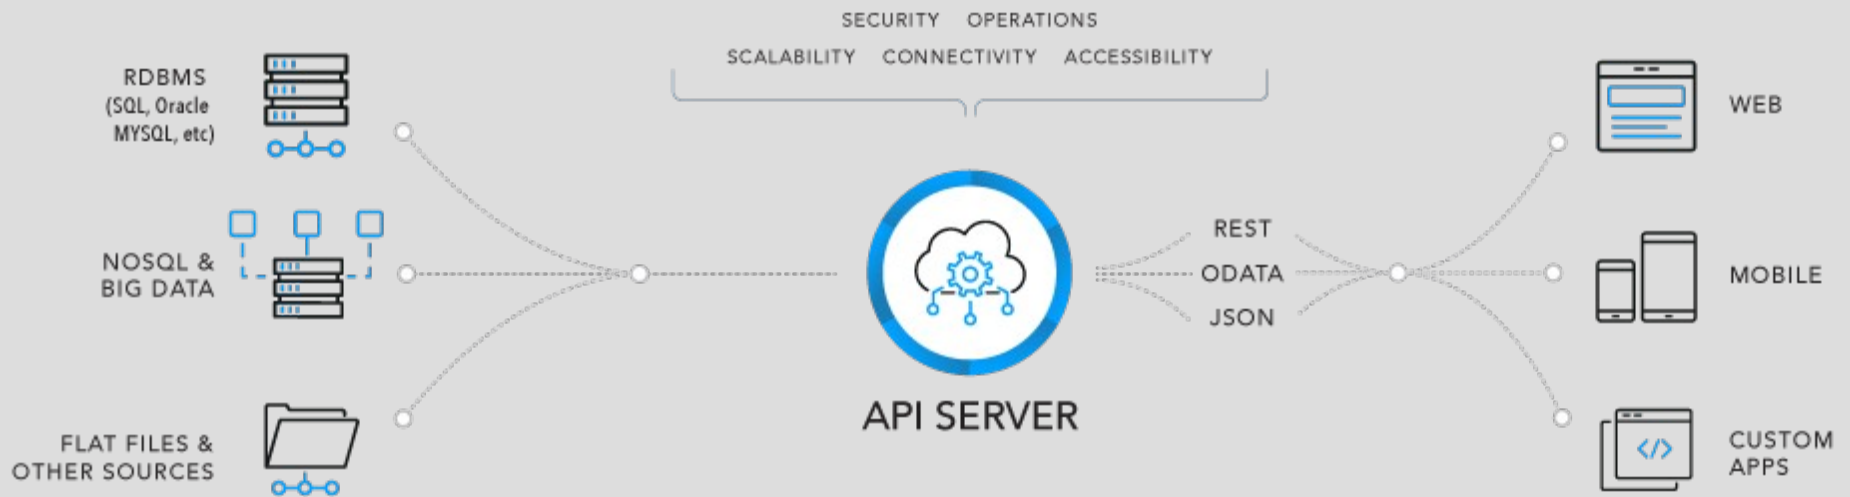 SECURITY OPERATIONS
SCALABILITY CONNECTIVITY ACCESSIBILITY
RDBMS
(SQL, Oracle
MYSQL, etc)
NOSQL &
BIG DATA
FLAT FILES &
OTHER SOURCES
API SERVER
REST
ODATA
JSON
WEB
MOBILE
</>
CUSTOM
APPS